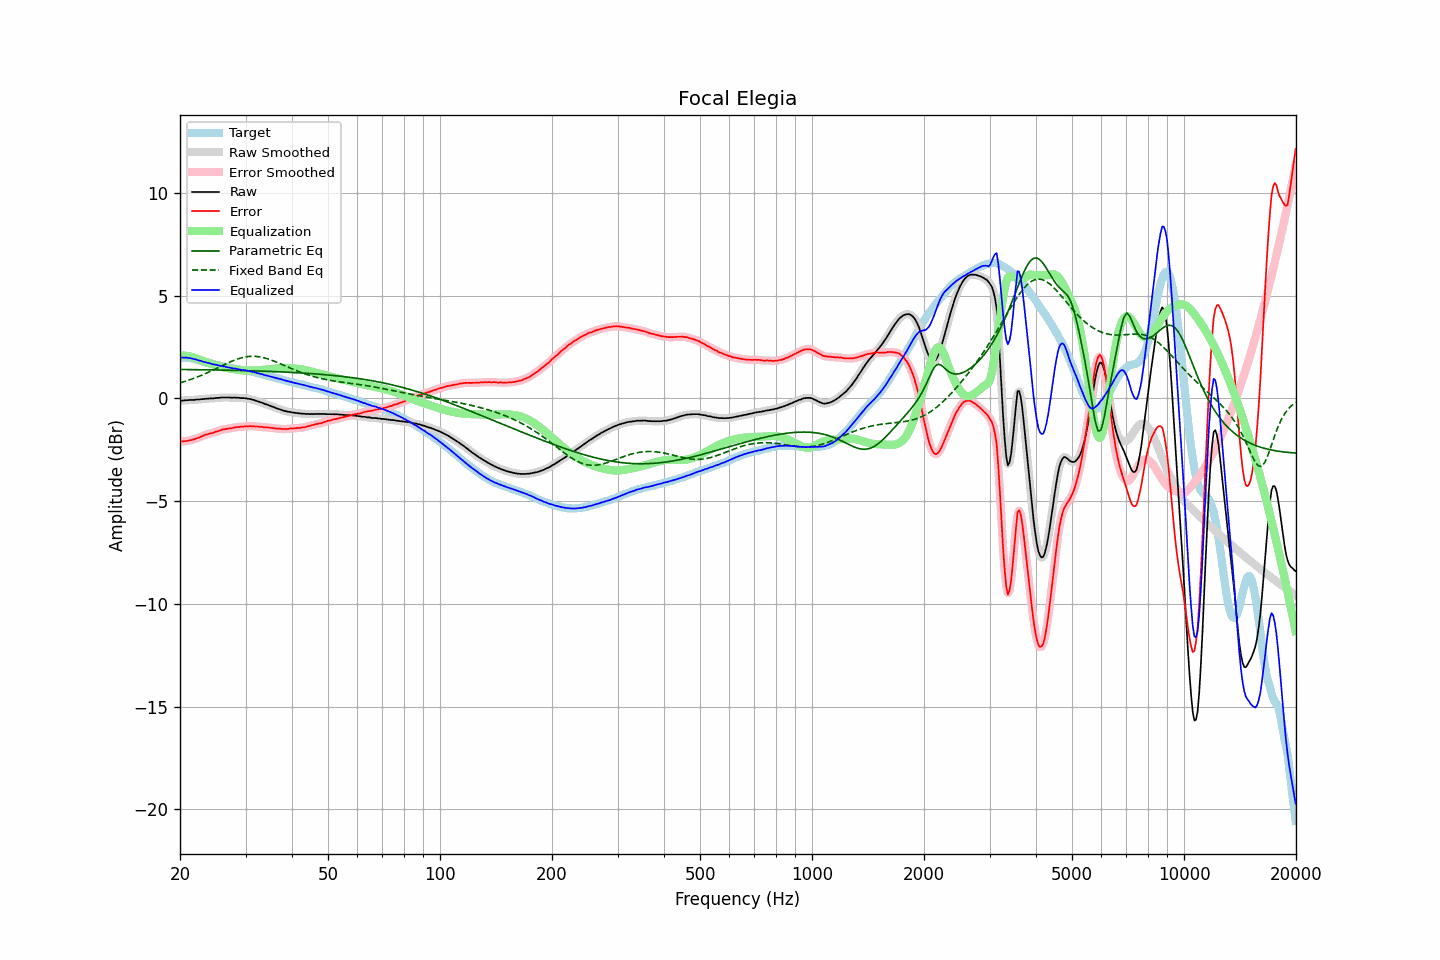 Focal Elegia
Target
Raw Smoothed
Error Smoothed
Raw
Error
Equalization
Parametric Eq
Fixed Band Eq
Equalized
Amplitude (dBr)
10
5
0
−5
−10
−15
−20
20 50 100 200 500 1000 2000 5000 10000 20000
Frequency (Hz)